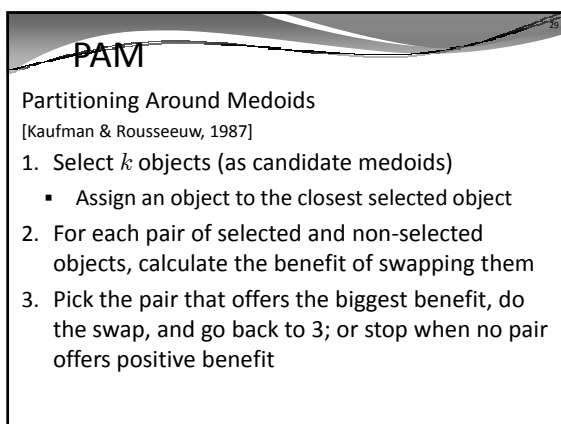 29
PAM
Partitioning Around Medoids
[Kaufman & Rousseeuw, 1987]
1. Select k objects (as candidate medoids)
▪ Assign an object to the closest selected object
2. For each pair of selected and non-selected
objects, calculate the benefit of swapping them
3. Pick the pair that offers the biggest benefit, do
the swap, and go back to 3; or stop when no pair
offers positive benefit